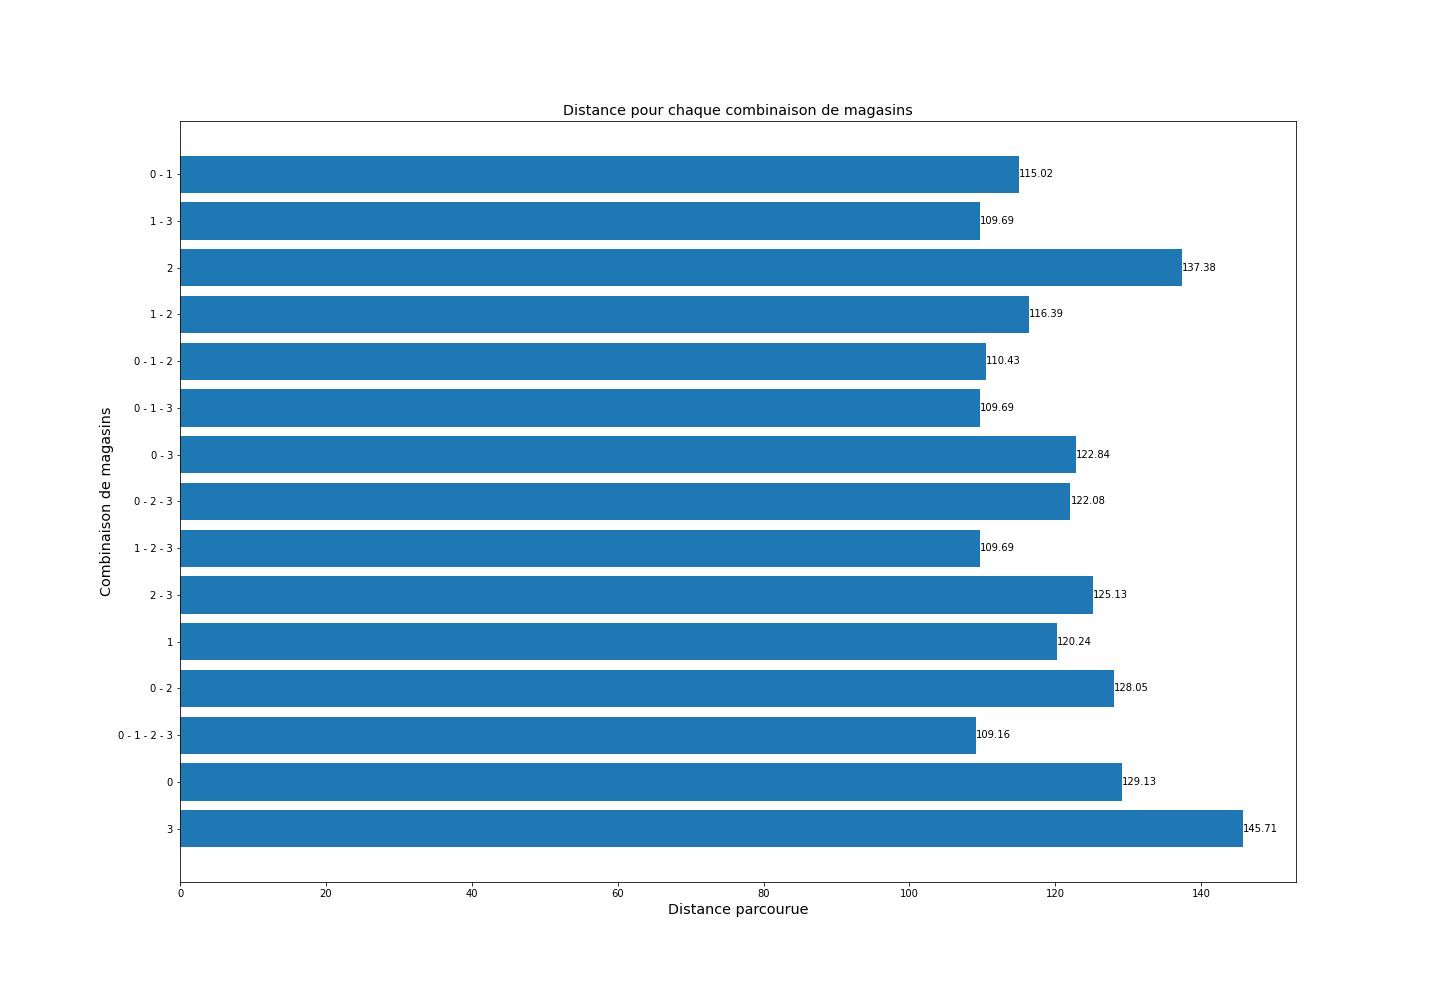 Distance pour chaque combinaison de magasins
0 - 1 115.02
1 - 3 109.69
2 137.38
1 - 2 116.39
0 - 1 - 2 110.43
0 - 1 - 3 109.69
0 - 3 122.84
0 - 2 - 3 122.08
1 - 2 - 3 109.69
2 - 3 125.13
1 120.24
0 - 2 128.05
0 - 1 - 2 - 3 109.16
0 129.13
3 145.71
Combinaison de magasins
0 20 40 60 80 100 120 140
Distance parcourue